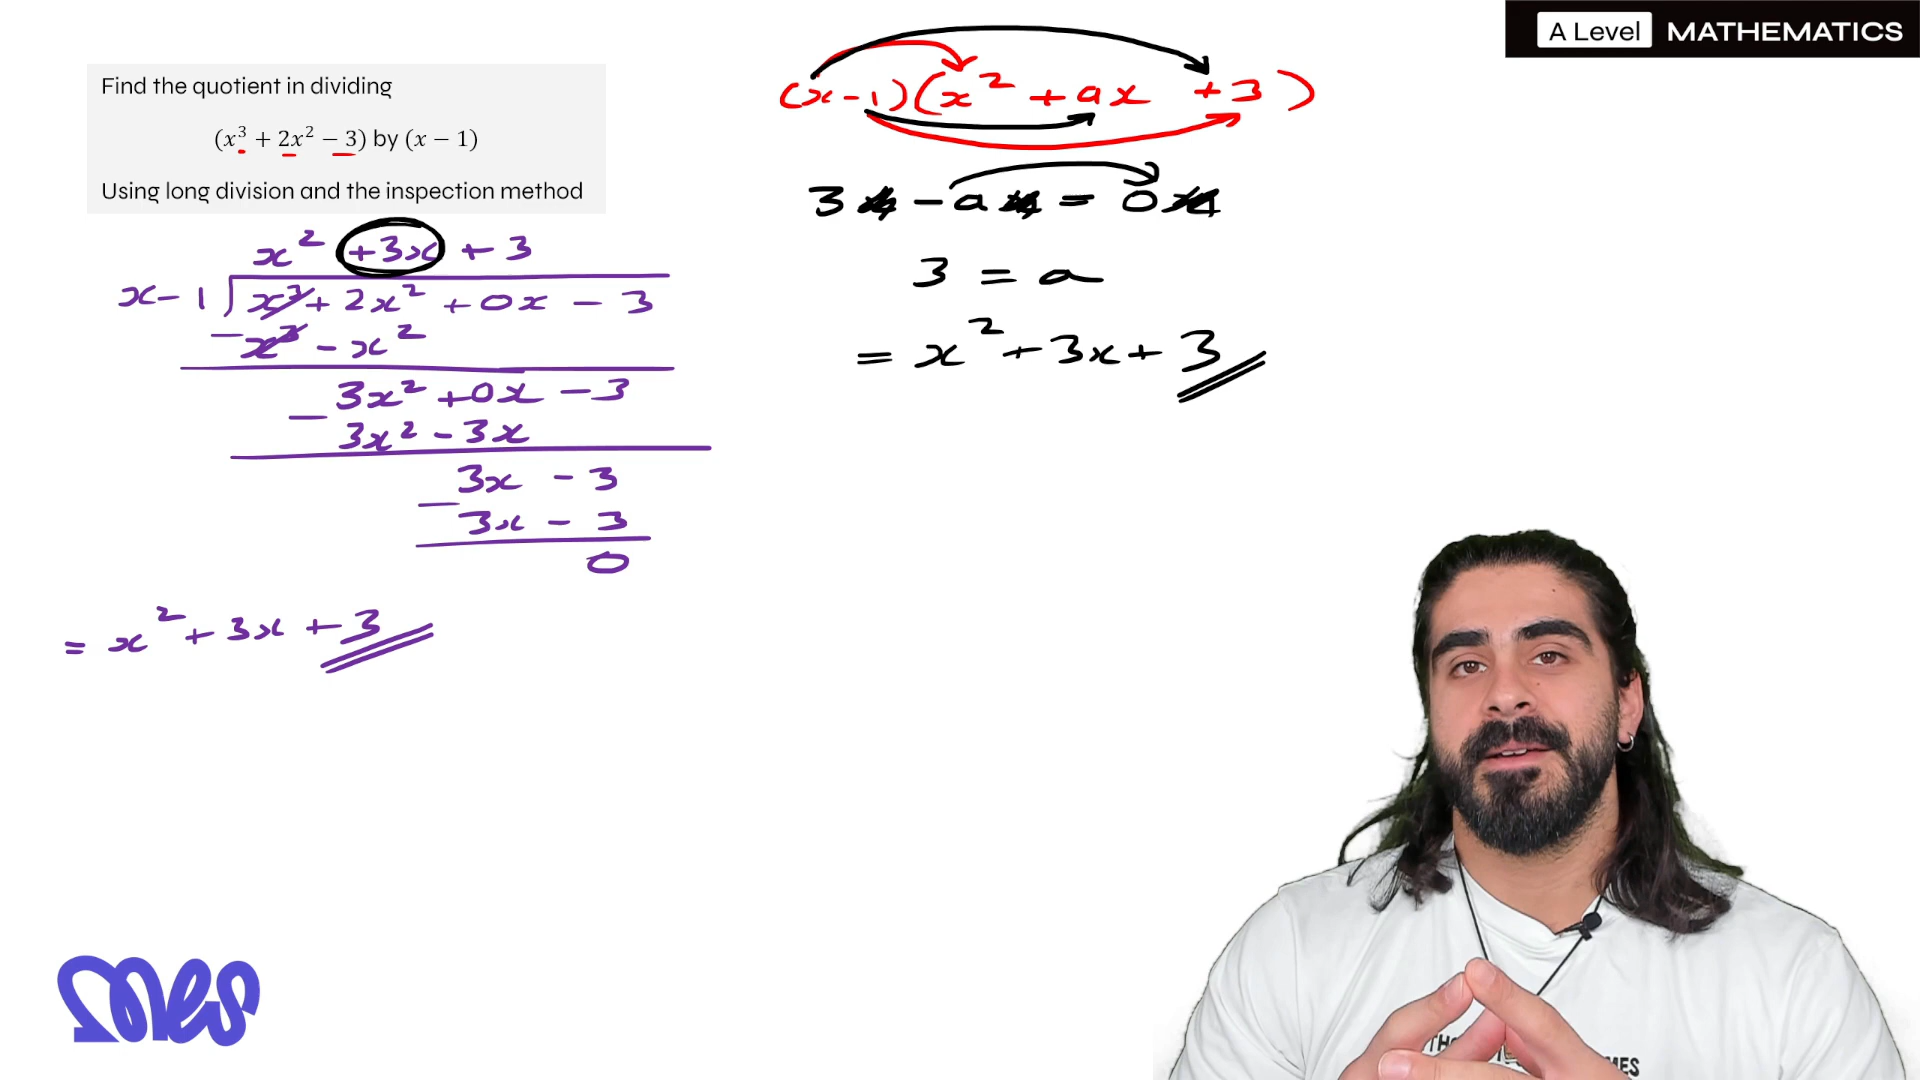 A Level MATHEMATICS
Find the quotient in dividing
(x³ + 2x² − 3) by (x − 1)
Using long division and the inspection method
x² +3x + 3
x − 1 x³ + 2x² + 0x − 3
− x³ − x²
3x² + 0x − 3
− 3x² − 3x
3x − 3
− 3x − 3
0
= x² + 3x + 3
(x−1)(x² + ax +3)
3x − ax = 0x
3 = a
= x² + 3x + 3
mes